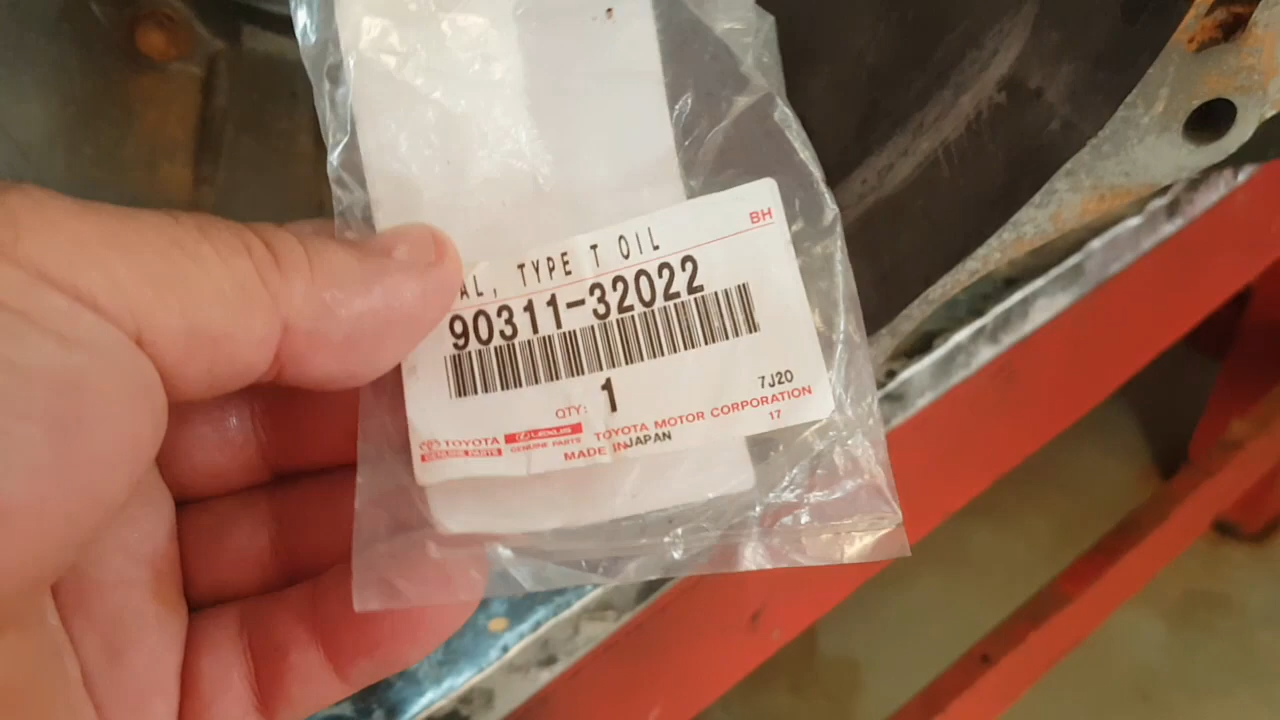 BH
AL, TYPE T OIL
90311-32022
QTY: 1
7J20
TOYOTA GENUINE PARTS
LEXUS GENUINE PARTS
TOYOTA MOTOR CORPORATION
17
MADE IN JAPAN